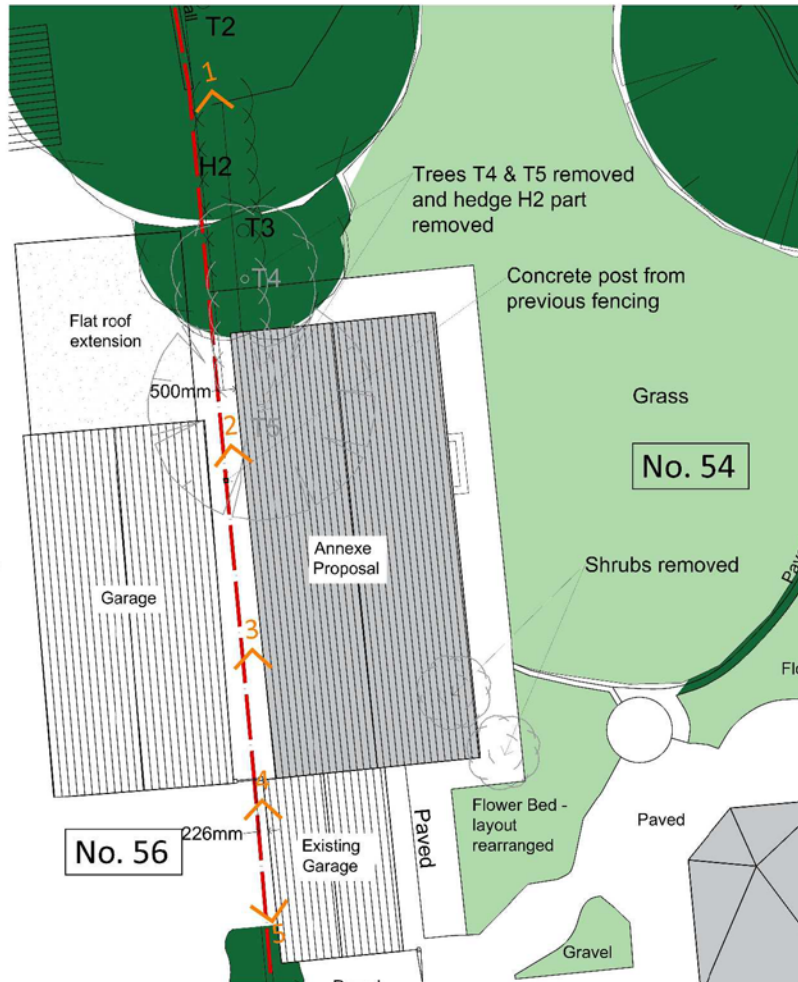 T2
1
H2
Trees T4 & T5 removed
and hedge H2 part
removed
T3
T4
Concrete post from
previous fencing
Flat roof
extension
500mm
Grass
2
T5
No. 54
Annexe
Proposal
Shrubs removed
Garage
3
4
226mm
Paved
Flower Bed -
layout
rearranged
Paved
No. 56
Existing
Garage
5
Gravel